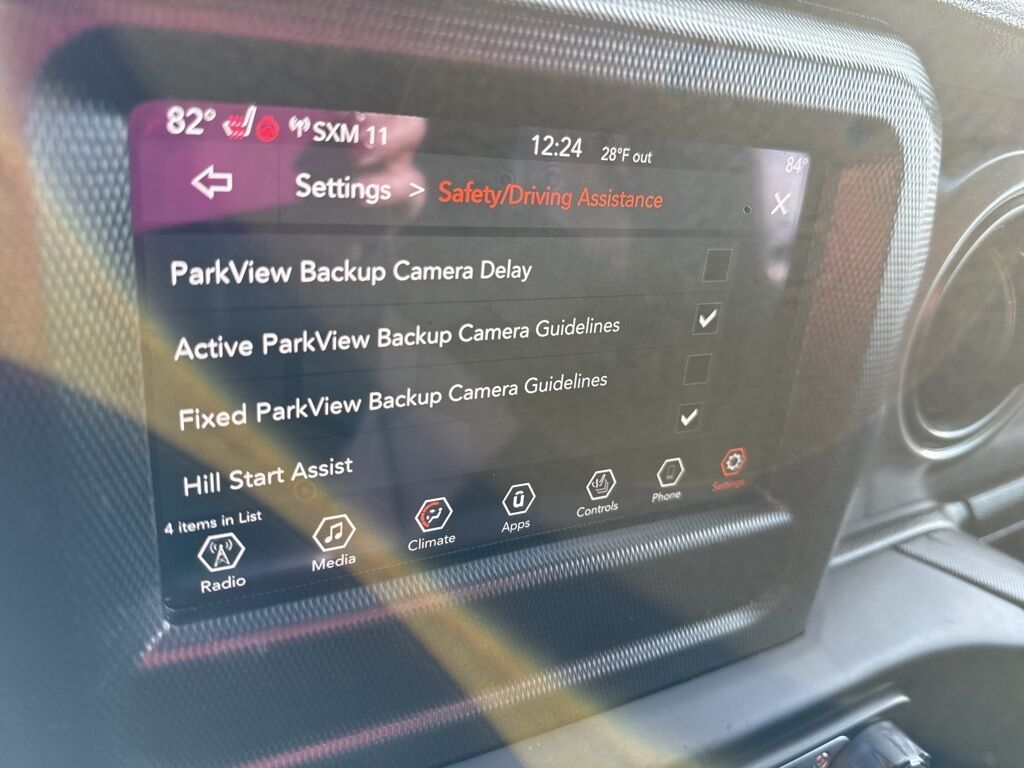 82° SXM 11 12:24 28°F out 84°
Settings > Safety/Driving Assistance X
ParkView Backup Camera Delay
Active ParkView Backup Camera Guidelines
Fixed ParkView Backup Camera Guidelines
Hill Start Assist
4 items in List
Radio Media Climate Apps Controls Phone Settings